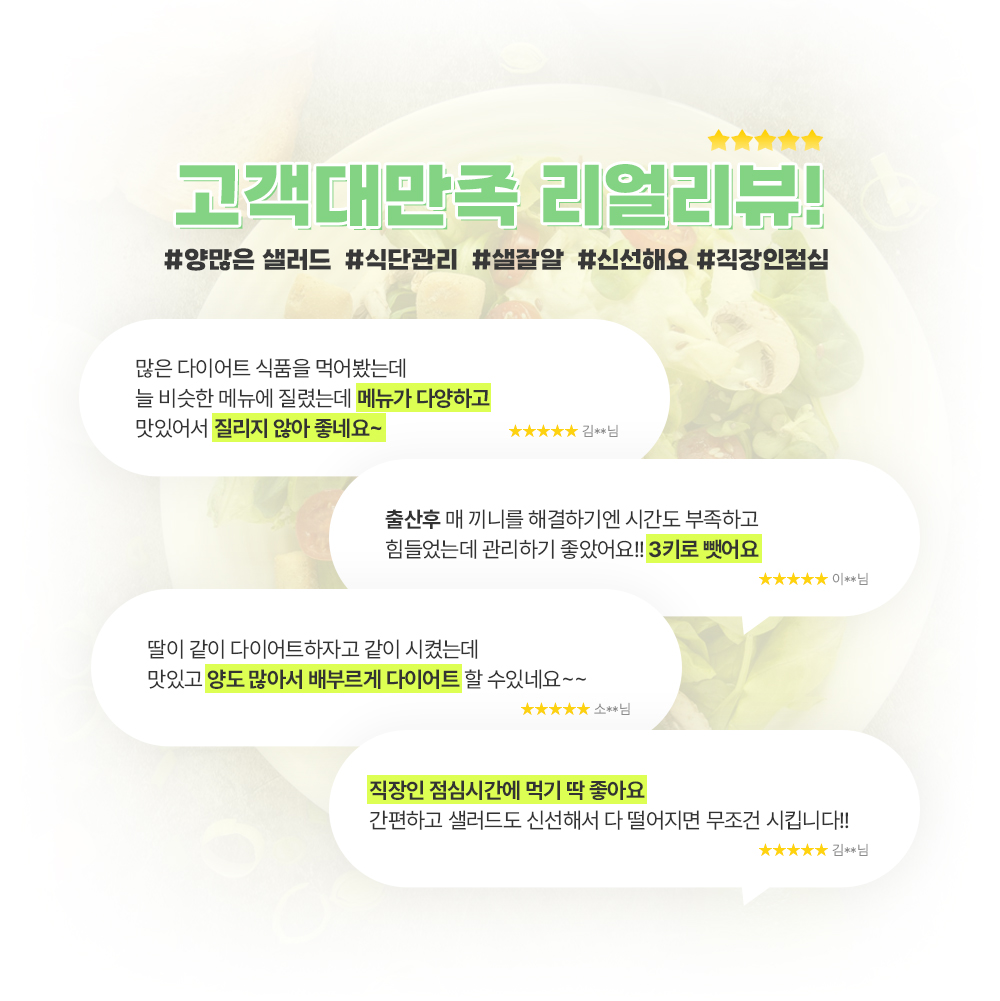 ★★★★★
고객대만족 리얼리뷰!
#양많은 샐러드 #식단관리 #샐잘알 #신선해요 #직장인점심
많은 다이어트 식품을 먹어봤는데
늘 비슷한 메뉴에 질렸는데 메뉴가 다양하고
맛있어서 질리지 않아 좋네요~
★★★★★ 김**님
출산후 매 끼니를 해결하기엔 시간도 부족하고
힘들었는데 관리하기 좋았어요!! 3키로 뺏어요
★★★★★ 이**님
딸이 같이 다이어트하자고 같이 시켰는데
맛있고 양도 많아서 배부르게 다이어트 할 수있네요~~
★★★★★ 소**님
직장인 점심시간에 먹기 딱 좋아요
간편하고 샐러드도 신선해서 다 떨어지면 무조건 시킵니다!!
★★★★★ 김**님